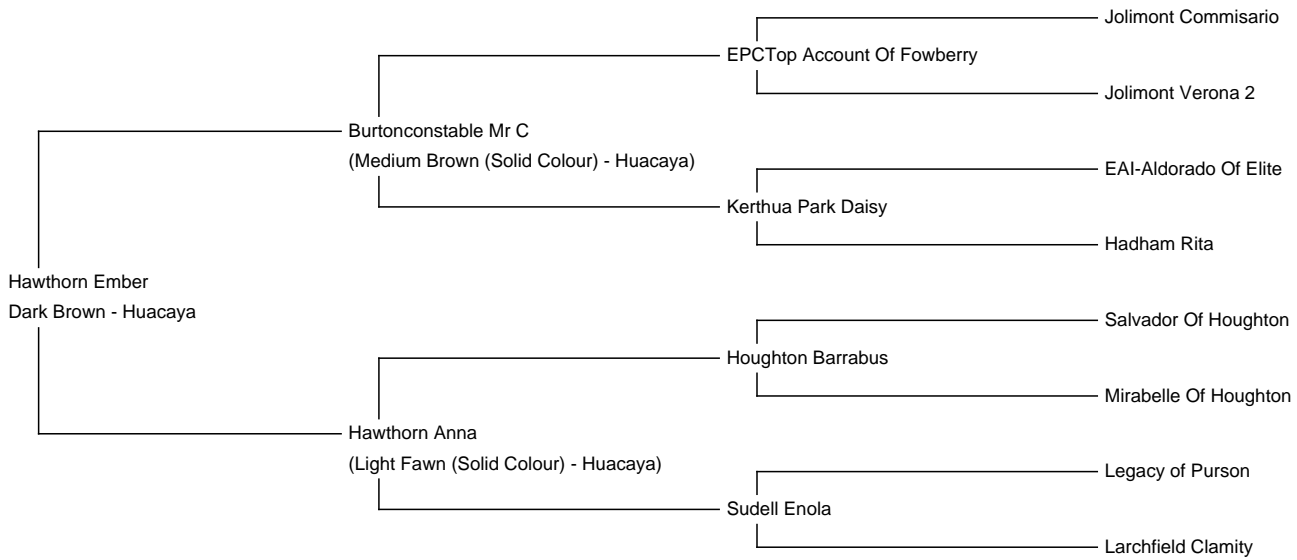 Jolimont Commisario
EPCTop Account Of Fowberry
Jolimont Verona 2
Burtonconstable Mr C
(Medium Brown (Solid Colour) - Huacaya)
EAI-Aldorado Of Elite
Kerthua Park Daisy
Hadham Rita
Hawthorn Ember
Dark Brown - Huacaya
Salvador Of Houghton
Houghton Barrabus
Mirabelle Of Houghton
Hawthorn Anna
(Light Fawn (Solid Colour) - Huacaya)
Legacy of Purson
Sudell Enola
Larchfield Clamity